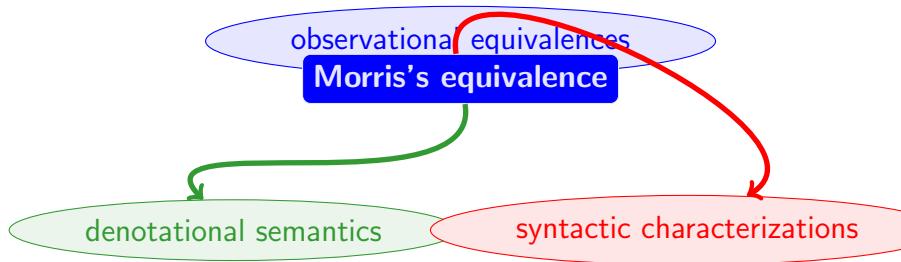 observational equivalences
Morris's equivalence
denotational semantics
syntactic characterizations